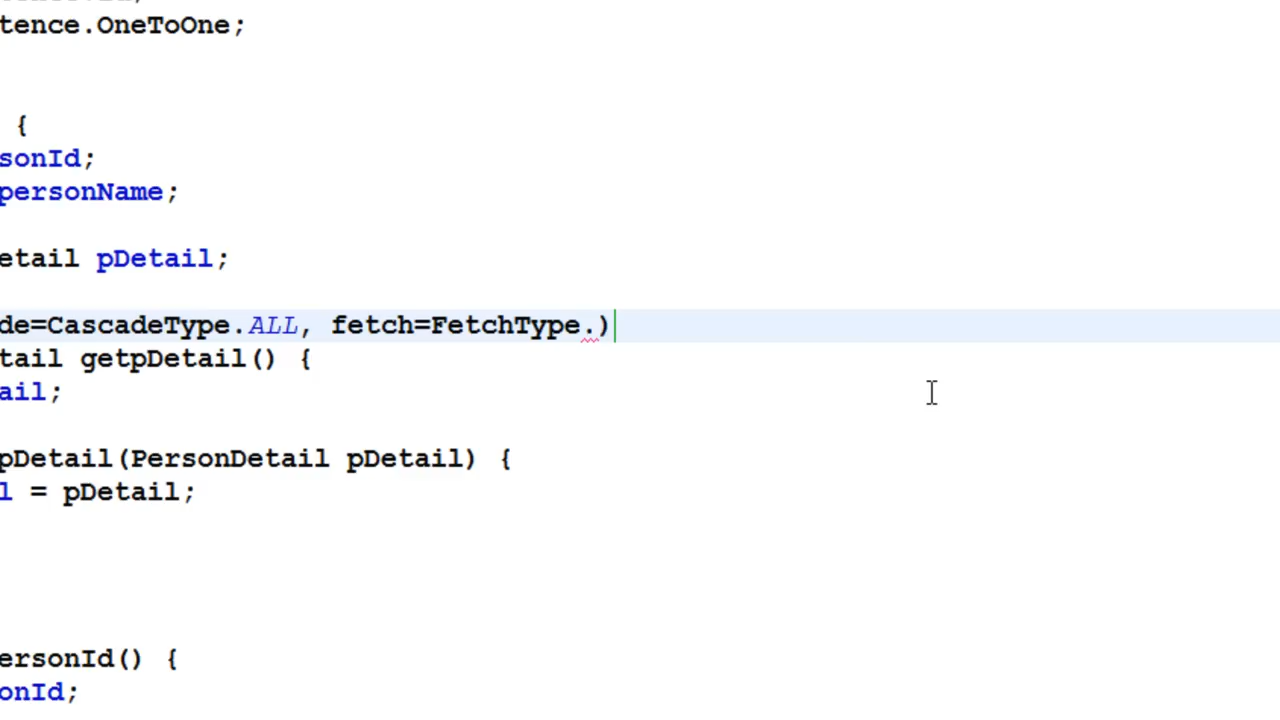 tence.OneToOne;
{
sonId;
personName;
etail pDetail;
de=CascadeType.ALL, fetch=FetchType.)
tail getpDetail() {
ail;
pDetail(PersonDetail pDetail) {
l = pDetail;
ersonId() {
onId;